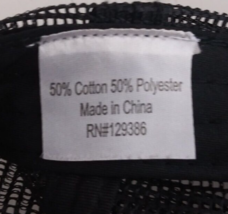 50% Cotton 50% Polyester
Made in China
RN#129386